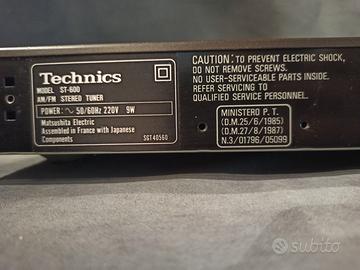 Technics
MODEL ST-600
AM/FM STEREO TUNER
POWER: ~ 50/60Hz 220V 9W
Matsushita Electric
Assembled in France with Japanese
Components
SGT40560
CAUTION: TO PREVENT ELECTRIC SHOCK,
DO NOT REMOVE SCREWS.
NO USER-SERVICEABLE PARTS INSIDE.
REFER SERVICING TO
QUALIFIED SERVICE PERSONNEL.
MINISTERO P. T.
(D.M.25/6/1985)
(D.M.27/8/1987)
N.3/01796/05099
subito